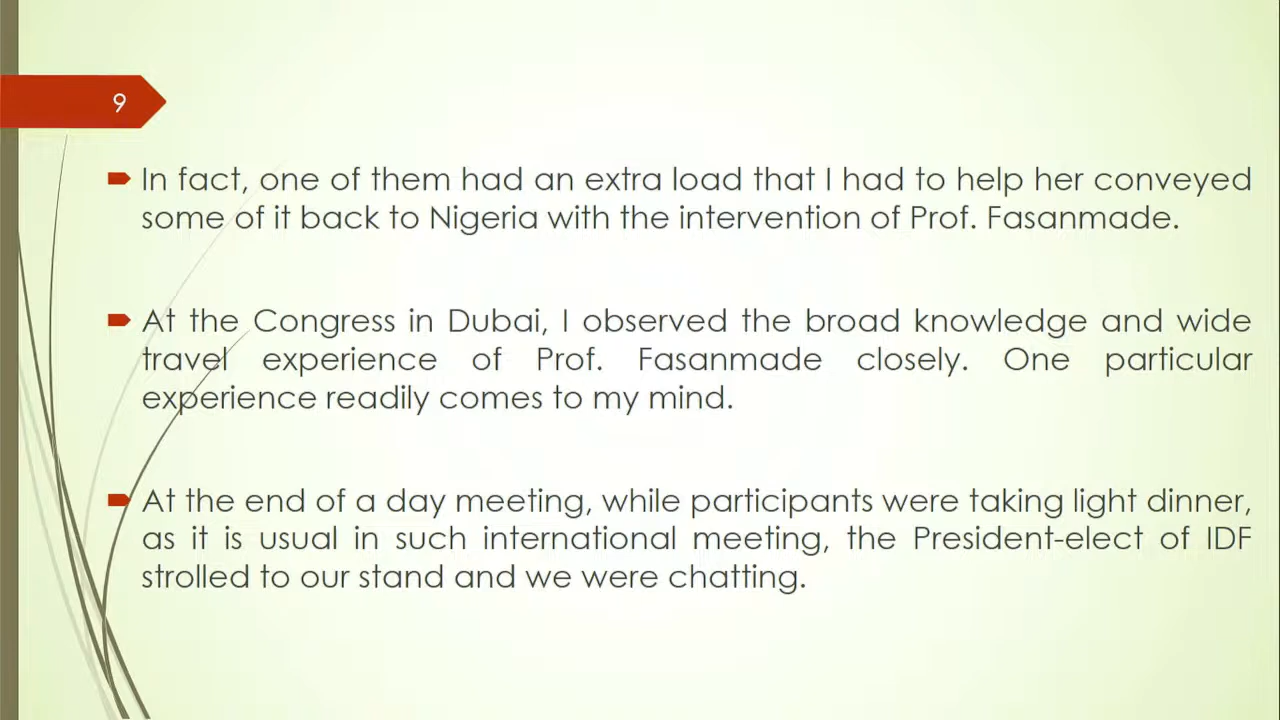 9
In fact, one of them had an extra load that I had to help her conveyed
some of it back to Nigeria with the intervention of Prof. Fasanmade.
At the Congress in Dubai, I observed the broad knowledge and wide
travel experience of Prof. Fasanmade closely. One particular
experience readily comes to my mind.
At the end of a day meeting, while participants were taking light dinner,
as it is usual in such international meeting, the President-elect of IDF
strolled to our stand and we were chatting.